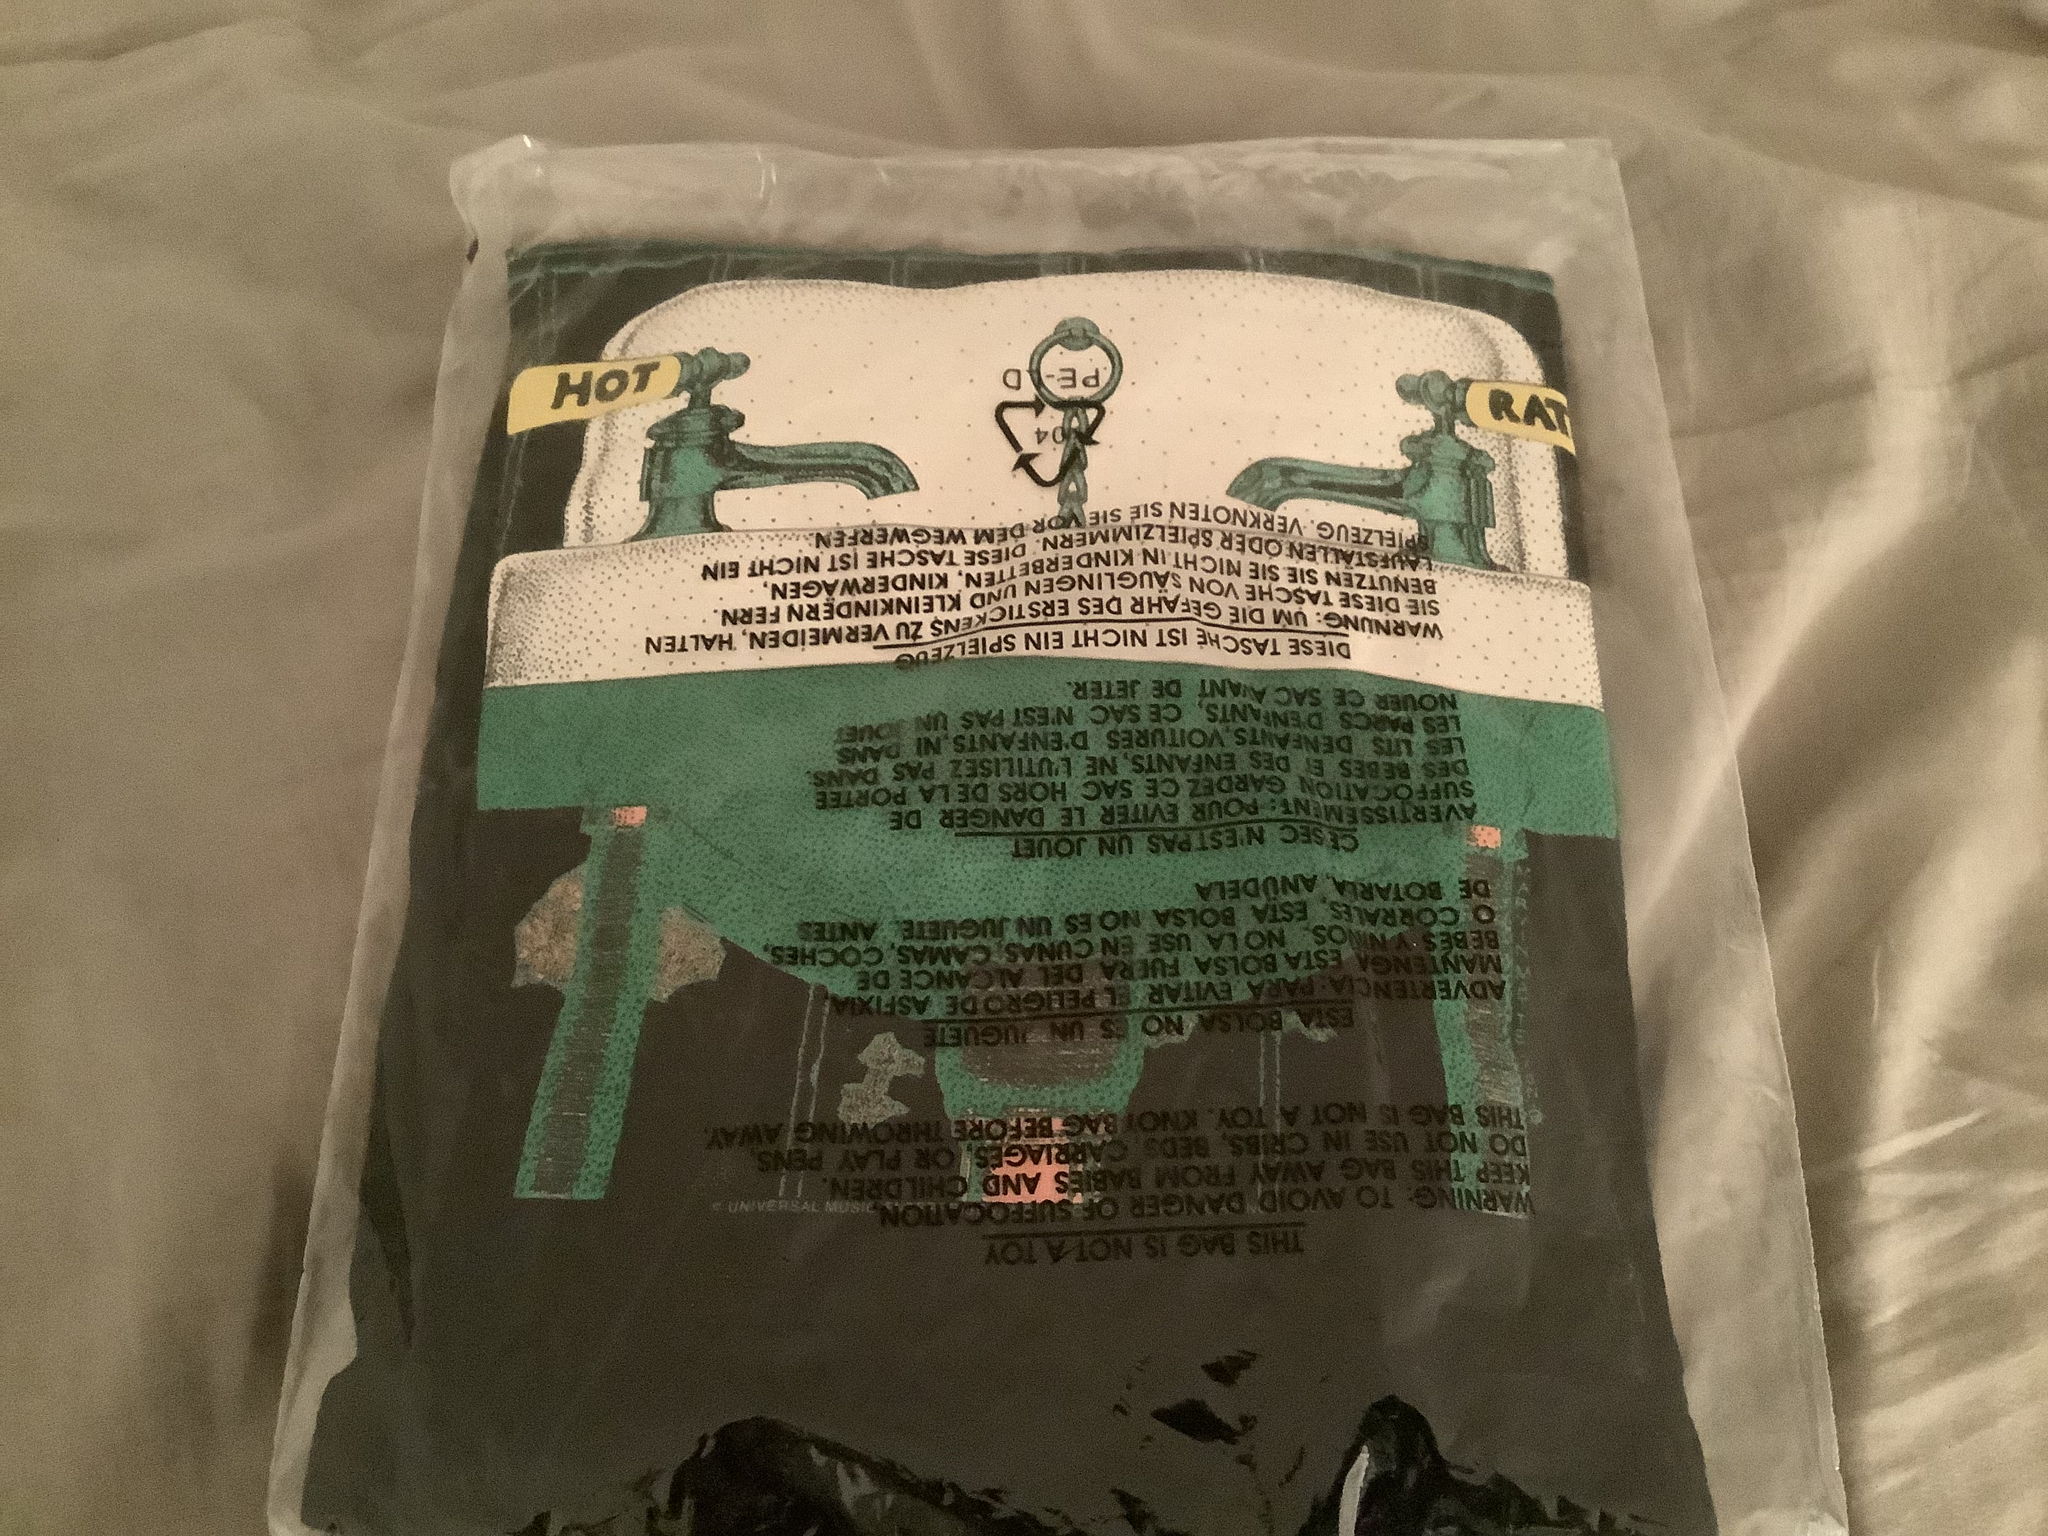 HOT
RAT
© UNIVERSAL MUSIC
THIS BAG IS NOT A TOY
WARNING: TO AVOID DANGER OF SUFFOCATION,
KEEP THIS BAG AWAY FROM BABIES AND CHILDREN.
DO NOT USE IN CRIBS, BEDS, CARRIAGES, OR PLAY PENS,
THIS BAG IS NOT A TOY. KNOT BAG BEFORE THROWING AWAY.
ESTA BOLSA NO ES UN JUGUETE
ADVERTENCIA: PARA EVITAR EL PELIGRO DE ASFIXIA,
MANTENGA ESTA BOLSA FUERA DEL ALCANCE DE
BEBES Y NINOS, NO LA USE EN CUNAS, CAMAS, COCHES,
O CORRALES, ESTA BOLSA NO ES UN JUGUETE, ANTES
DE BOTARIA, ANUDELA
CE SEC N'EST PAS UN JOUET
AVERTISSEMENT: POUR EVITER LE DANGER DE
SUFFOCATION GARDEZ CE SAC HORS DE LA PORTEE
DES BEBES ET DES ENFANTS, NE L'UTILISEZ PAS DANS
LES LITS DENFANTS, VOITURES D'ENFANTS, NI DANS
LES PARCS D'ENFANTS, CE SAC N'EST PAS UN JOUET
NOUER CE SAC AVANT DE JETER.
DIESE TASCHE IST NICHT EIN SPIELZEUG
WARNUNG: UM DIE GEFAHR DES ERSTICKENS ZU VERMEIDEN, HALTEN
SIE DIESE TASCHE VON SÄUGLINGEN UND KLEINKINDERN FERN.
BENUTZEN SIE SIE NICHT IN KINDERBETTEN, KINDERWAGEN,
LAUFSTÄLLEN ODER SPIELZIMMERN. DIESE TASCHE IST NICHT EIN
SPIELZEUG. VERKNOTEN SIE SIE VOR DEM WEGWERFEN.
04
PE-LD